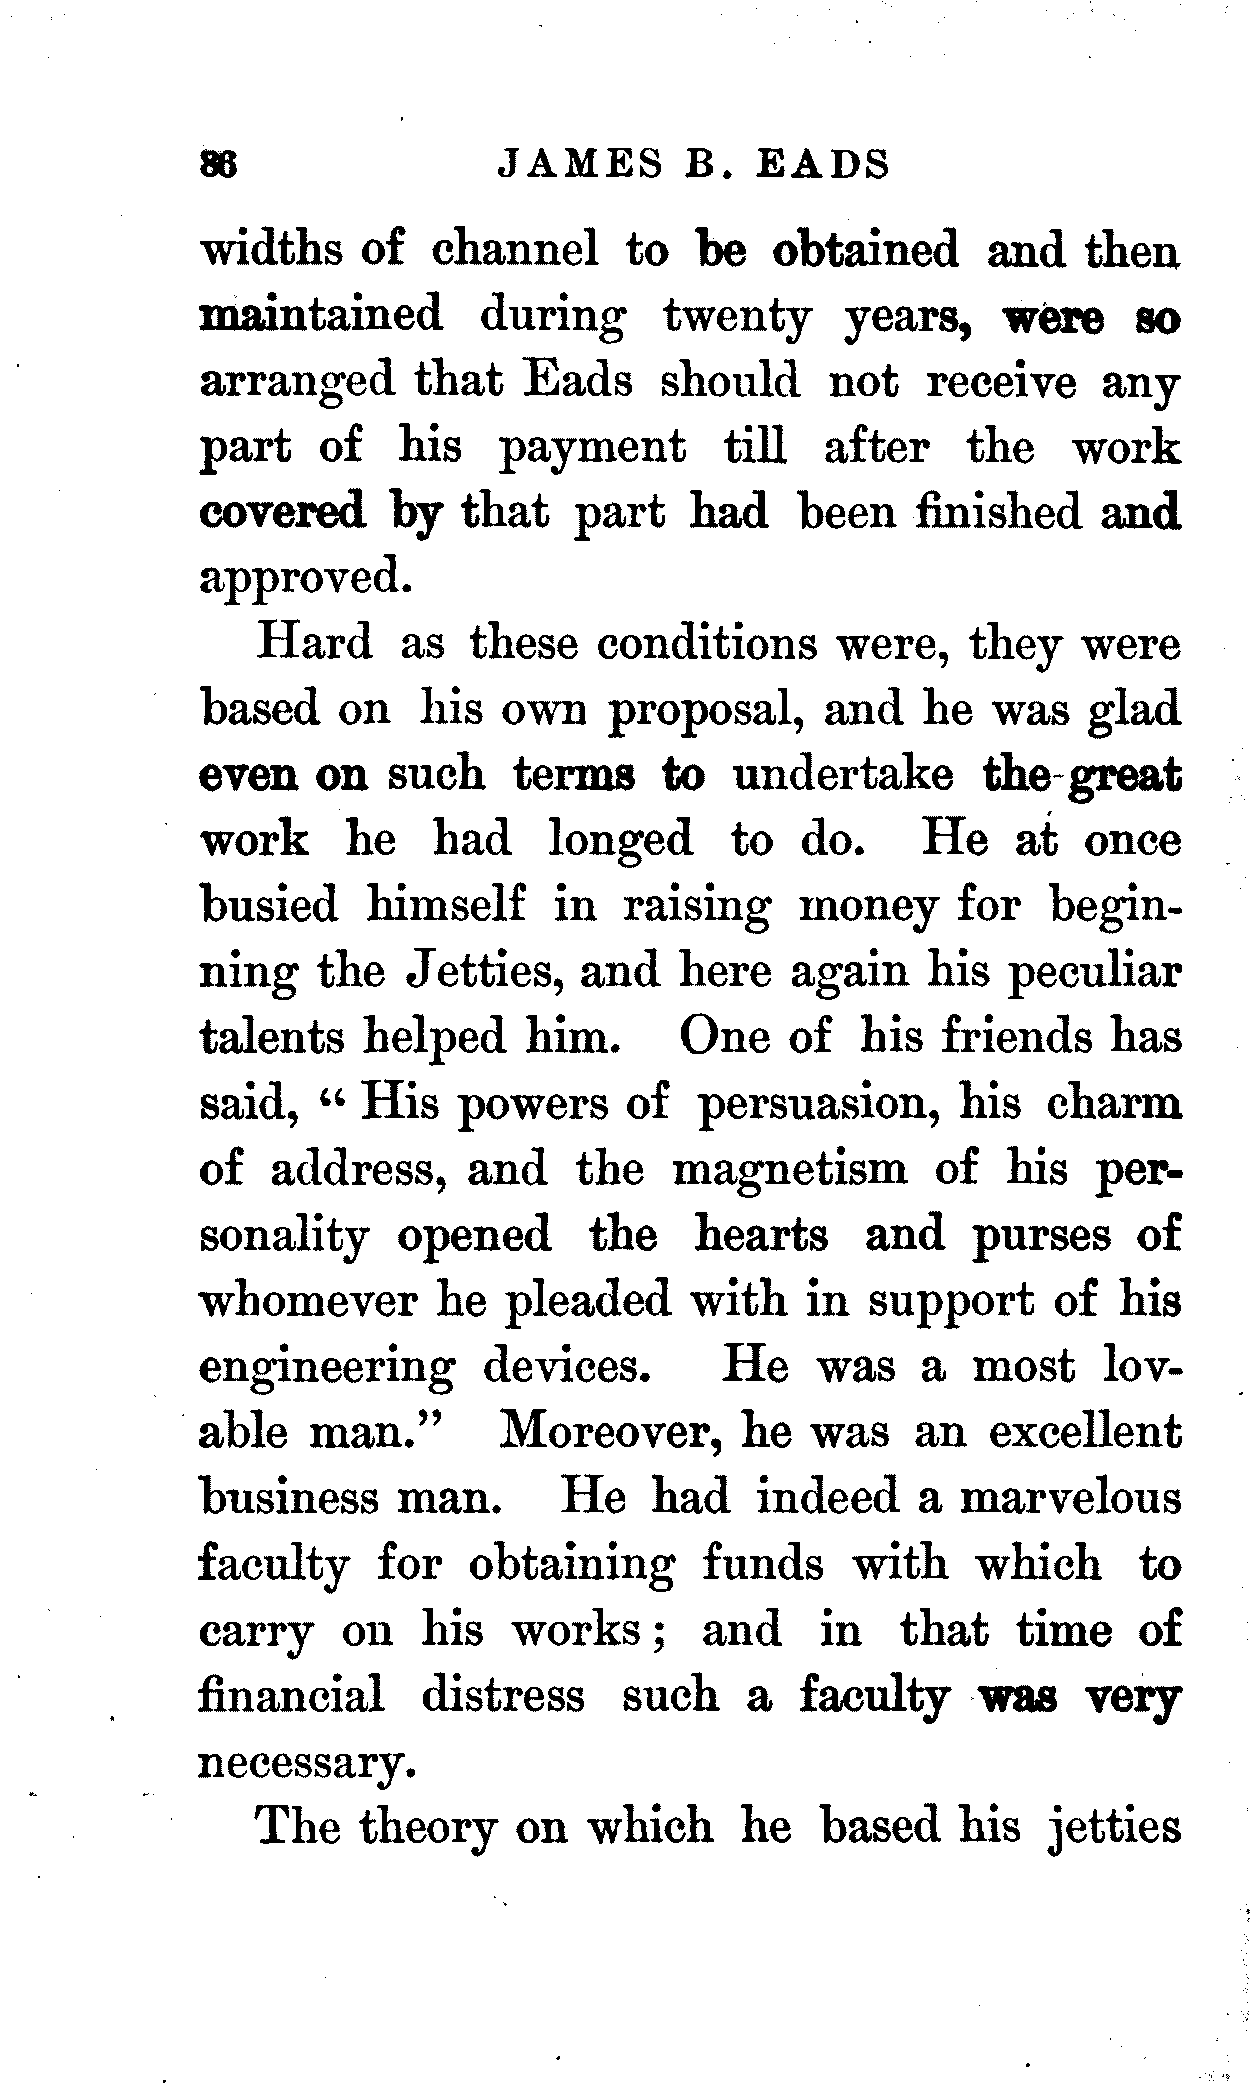 86 JAMES B. EADS
widths of channel to be obtained and then
maintained during twenty years, were so
arranged that Eads should not receive any
part of his payment till after the work
covered by that part had been finished and
approved.
Hard as these conditions were, they were
based on his own proposal, and he was glad
even on such terms to undertake the great
work he had longed to do. He at once
busied himself in raising money for begin-
ning the Jetties, and here again his peculiar
talents helped him. One of his friends has
said, “ His powers of persuasion, his charm
of address, and the magnetism of his per-
sonality opened the hearts and purses of
whomever he pleaded with in support of his
engineering devices. He was a most lov-
able man.” Moreover, he was an excellent
business man. He had indeed a marvelous
faculty for obtaining funds with which to
carry on his works ; and in that time of
financial distress such a faculty was very
necessary.
The theory on which he based his jetties